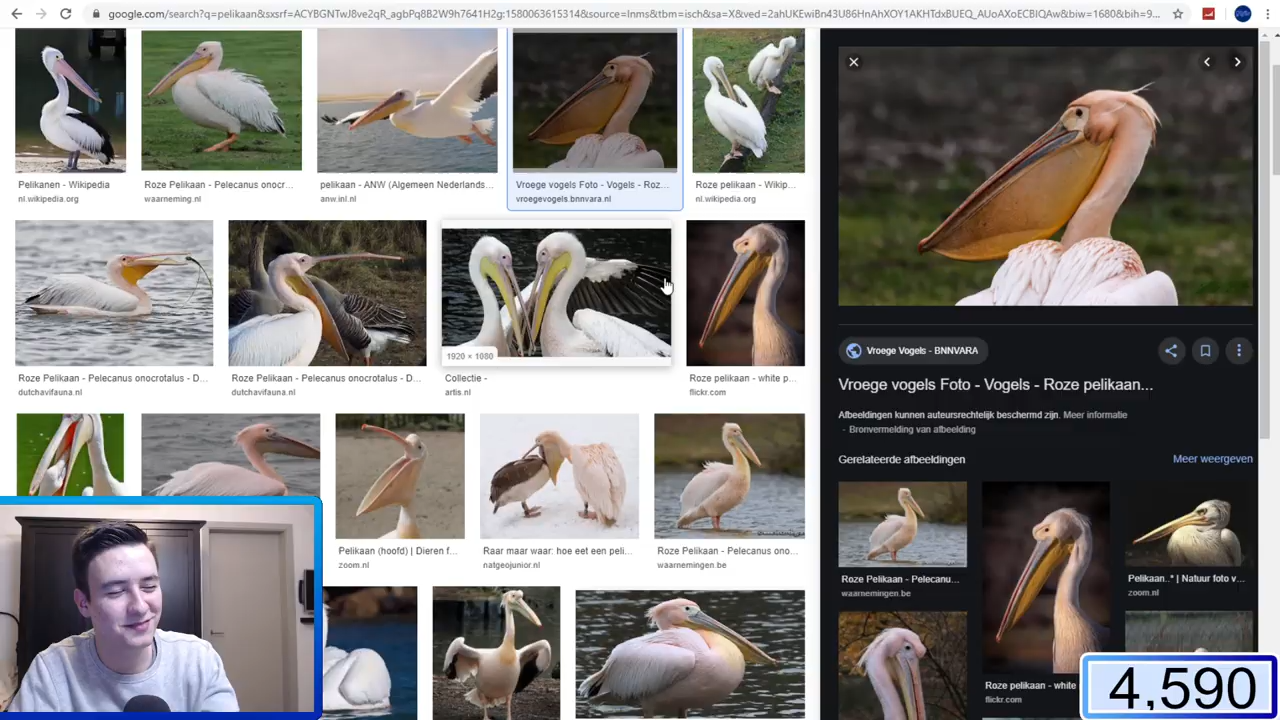 google.com/search?q=pelikaan&sxsrf=ACYBGNTwJ8ve2qR_agbPq8B2W9h7641H2g:1580063615314&source=lnms&tbm=isch&sa=X&ved=2ahUKEwiBn43U86HnAhXOY1AKHTdxBUEQ_AUoAXoECBIQAw&biw=1680&bih=9...
Pelikanen - Wikipedia
nl.wikipedia.org
Roze Pelikaan - Pelecanus onocr...
waarneming.nl
pelikaan - ANW (Algemeen Nederlands...
anw.inl.nl
Vroege vogels Foto - Vogels - Roz...
vroegevogels.bnnvara.nl
Roze pelikaan - Wikip...
nl.wikipedia.org
Roze Pelikaan - Pelecanus onocrotalus - D...
dutchavifauna.nl
Roze Pelikaan - Pelecanus onocrotalus - D...
dutchavifauna.nl
1920 × 1080
Collectie -
artis.nl
Roze pelikaan - white p...
flickr.com
Pelikaan (hoofd) | Dieren f...
zoom.nl
Raar maar waar: hoe eet een peli...
natgeojunior.nl
Roze Pelikaan - Pelecanus ono...
waarnemingen.be
Vroege Vogels - BNNVARA
Vroege vogels Foto - Vogels - Roze pelikaan...
Afbeeldingen kunnen auteursrechtelijk beschermd zijn. Meer informatie
- Bronvermelding van afbeelding
Gerelateerde afbeeldingen
Meer weergeven
Roze Pelikaan - Pelecanu...
waarnemingen.be
Roze pelikaan - white
flickr.com
Pelikaan..* | Natuur foto v...
zoom.nl
4,590